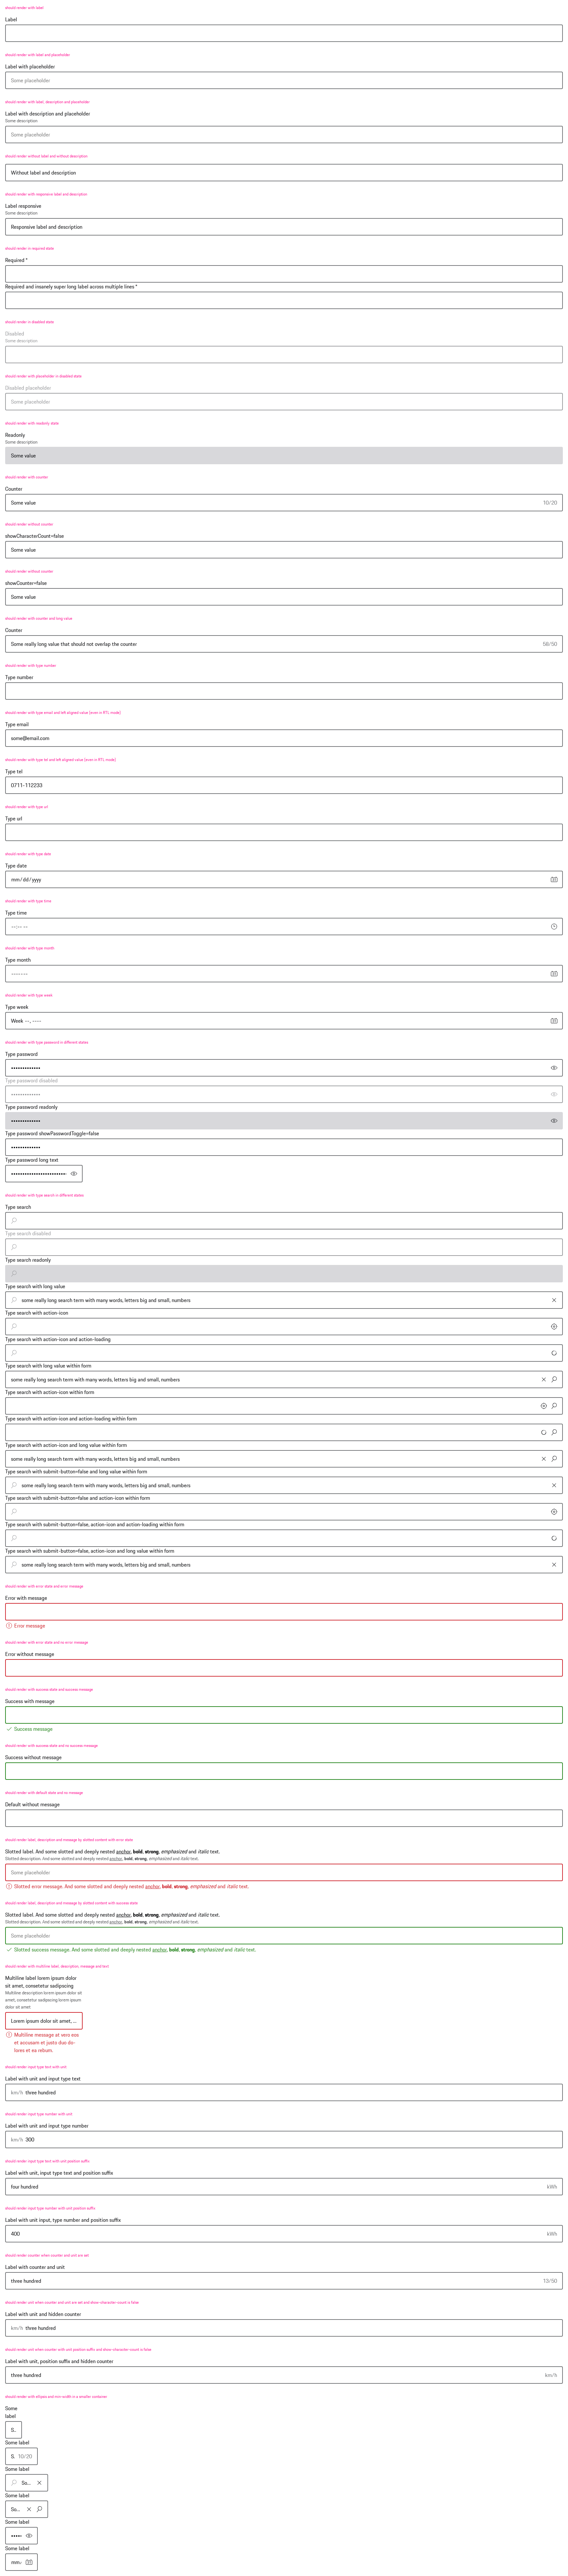 should render with label
Label
should render with label and placeholder
Label with placeholder
Some placeholder
should render with label, description and placeholder
Label with description and placeholder
Some description
Some placeholder
should render without label and without description
Without label and description
should render with responsive label and description
Label responsive
Some description
Responsive label and description
should render in required state
Required *
Required and insanely super long label across multiple lines *
should render in disabled state
Disabled
Some description
should render with placeholder in disabled state
Disabled placeholder
Some placeholder
should render with readonly state
Readonly
Some description
Some value
should render with counter
Counter
Some value 10/20
should render without counter
showCharacterCount=false
Some value
should render without counter
showCounter=false
Some value
should render with counter and long value
Counter
Some really long value that should not overlap the counter 58/50
should render with type number
Type number
should render with type email and left aligned value (even in RTL mode)
Type email
some@email.com
should render with type tel and left aligned value (even in RTL mode)
Type tel
0711-112233
should render with type url
Type url
should render with type date
Type date
mm/dd/yyyy
should render with type time
Type time
--:-- --
should render with type month
Type month
-------
should render with type week
Type week
Week --, ----
should render with type password in different states
Type password
••••••••••••••
Type password disabled
••••••••••••••
Type password readonly
••••••••••••••
Type password showPasswordToggle=false
••••••••••••••
Type password long text
should render with type search in different states
Type search
Type search disabled
Type search readonly
Type search with long value
some really long search term with many words, letters big and small, numbers
Type search with action-icon
Type search with action-icon and action-loading
Type search with long value within form
some really long search term with many words, letters big and small, numbers
Type search with action-icon within form
Type search with action-icon and action-loading within form
Type search with action-icon and long value within form
some really long search term with many words, letters big and small, numbers
Type search with submit-button=false and long value within form
some really long search term with many words, letters big and small, numbers
Type search with submit-button=false and action-icon within form
Type search with submit-button=false, action-icon and action-loading within form
Type search with submit-button=false, action-icon and long value within form
some really long search term with many words, letters big and small, numbers
should render with error state and error message
Error with message
Error message
should render with error state and no error message
Error without message
should render with success state and success message
Success with message
Success message
should render with success state and no success message
Success without message
should render with default state and no message
Default without message
should render label, description and message by slotted content with error state
Slotted label. And some slotted and deeply nested anchor, bold, strong, emphasized and italic text.
Slotted description. And some slotted and deeply nested anchor, bold, strong, emphasized and italic text.
Some placeholder
Slotted error message. And some slotted and deeply nested anchor, bold, strong, emphasized and italic text.
should render label, description and message by slotted content with success state
Slotted label. And some slotted and deeply nested anchor, bold, strong, emphasized and italic text.
Slotted description. And some slotted and deeply nested anchor, bold, strong, emphasized and italic text.
Some placeholder
Slotted success message. And some slotted and deeply nested anchor, bold, strong, emphasized and italic text.
should render with multiline label, description, message and text
Multiline label lorem ipsum dolor
sit amet, consetetur sadipscing
Multiline description lorem ipsum dolor sit
amet, consetetur sadipscing lorem ipsum
dolor sit amet
Lorem ipsum dolor sit amet, ...
Multiline message at vero eos
et accusam et justo duo do-
lores et ea rebum.
should render input type text with unit
Label with unit and input type text
km/h three hundred
should render input type number with unit
Label with unit and input type number
km/h 300
should render input type text with unit position suffix
Label with unit, input type text and position suffix
four hundred kWh
should render input type number with unit position suffix
Label with unit input, type number and position suffix
400 kWh
should render counter when counter and unit are set
Label with counter and unit
three hundred 13/50
should render unit when counter and unit are set and show-character-count is false
Label with unit and hidden counter
km/h three hundred
should render unit when counter with unit position suffix and show-character-count is false
Label with unit, position suffix and hidden counter
three hundred km/h
should render with ellipsis and min-width in a smaller container
Some
label
S..
Some label
S. 10/20
Some label
So...
Some label
So...
Some label
Some label
mm/